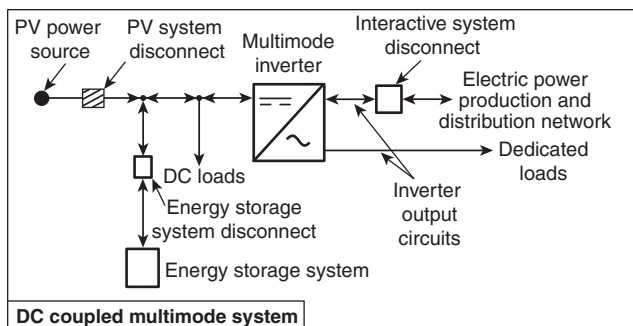 PV power
source
PV system
disconnect
Multimode
inverter
Interactive system
disconnect
Electric power
production and
distribution network
Dedicated
loads
DC loads
Inverter
output
circuits
Energy storage
system disconnect
Energy storage system
DC coupled multimode system